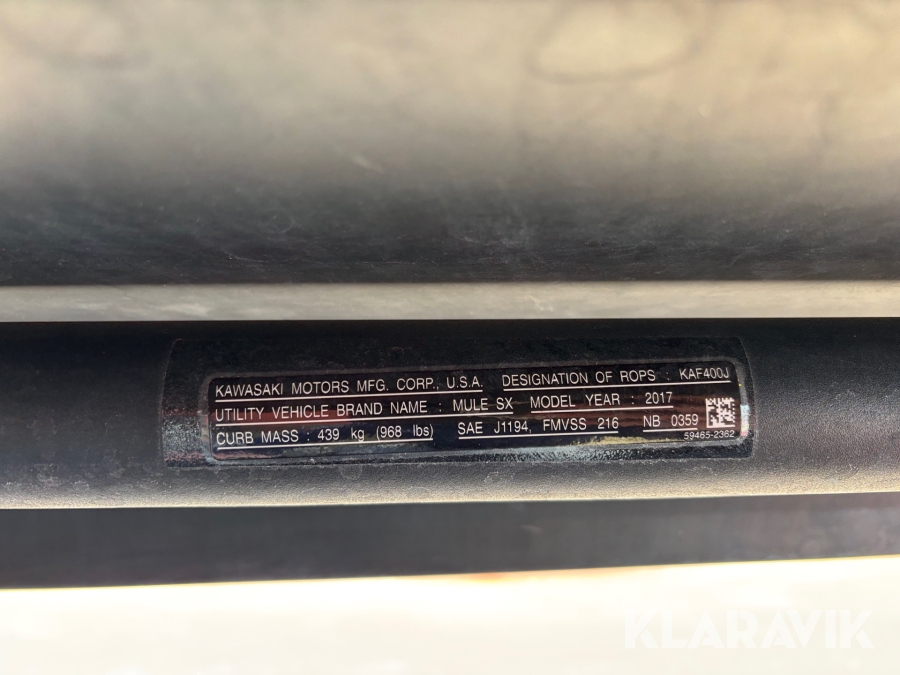 KAWASAKI MOTORS MFG. CORP., U.S.A. DESIGNATION OF ROPS : KAF400J
UTILITY VEHICLE BRAND NAME : MULE SX MODEL YEAR : 2017
CURB MASS : 439 kg (968 lbs) SAE J1194, FMVSS 216 NB 0359
59465-2362
KLARAVIK